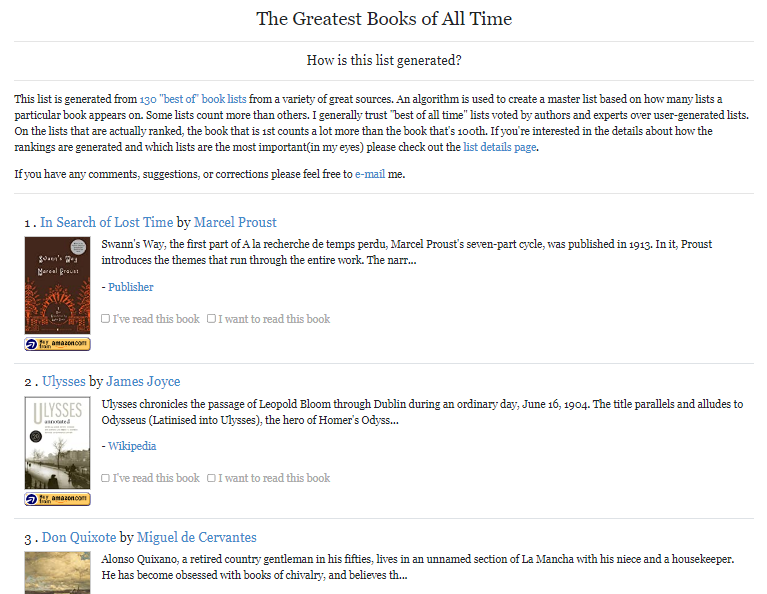 The Greatest Books of All Time
How is this list generated?
This list is generated from 130 "best of" book lists from a variety of great sources. An algorithm is used to create a master list based on how many lists a
particular book appears on. Some lists count more than others. I generally trust "best of all time" lists voted by authors and experts over user-generated lists.
On the lists that are actually ranked, the book that is 1st counts a lot more than the book that's 100th. If you're interested in the details about how the
rankings are generated and which lists are the most important(in my eyes) please check out the list details page.
If you have any comments, suggestions, or corrections please feel free to e-mail me.
1 . In Search of Lost Time by Marcel Proust
Swann's Way
Marcel Proust
Swann's Way, the first part of A la recherche de temps perdu, Marcel Proust's seven-part cycle, was published in 1913. In it, Proust
introduces the themes that run through the entire work. The narr...
- Publisher
I've read this book I want to read this book
Buy from amazon.com
2 . Ulysses by James Joyce
ULYSSES
annotated
Ulysses chronicles the passage of Leopold Bloom through Dublin during an ordinary day, June 16, 1904. The title parallels and alludes to
Odysseus (Latinised into Ulysses), the hero of Homer's Odyss...
- Wikipedia
I've read this book I want to read this book
Buy from amazon.com
3 . Don Quixote by Miguel de Cervantes
Alonso Quixano, a retired country gentleman in his fifties, lives in an unnamed section of La Mancha with his niece and a housekeeper.
He has become obsessed with books of chivalry, and believes th...